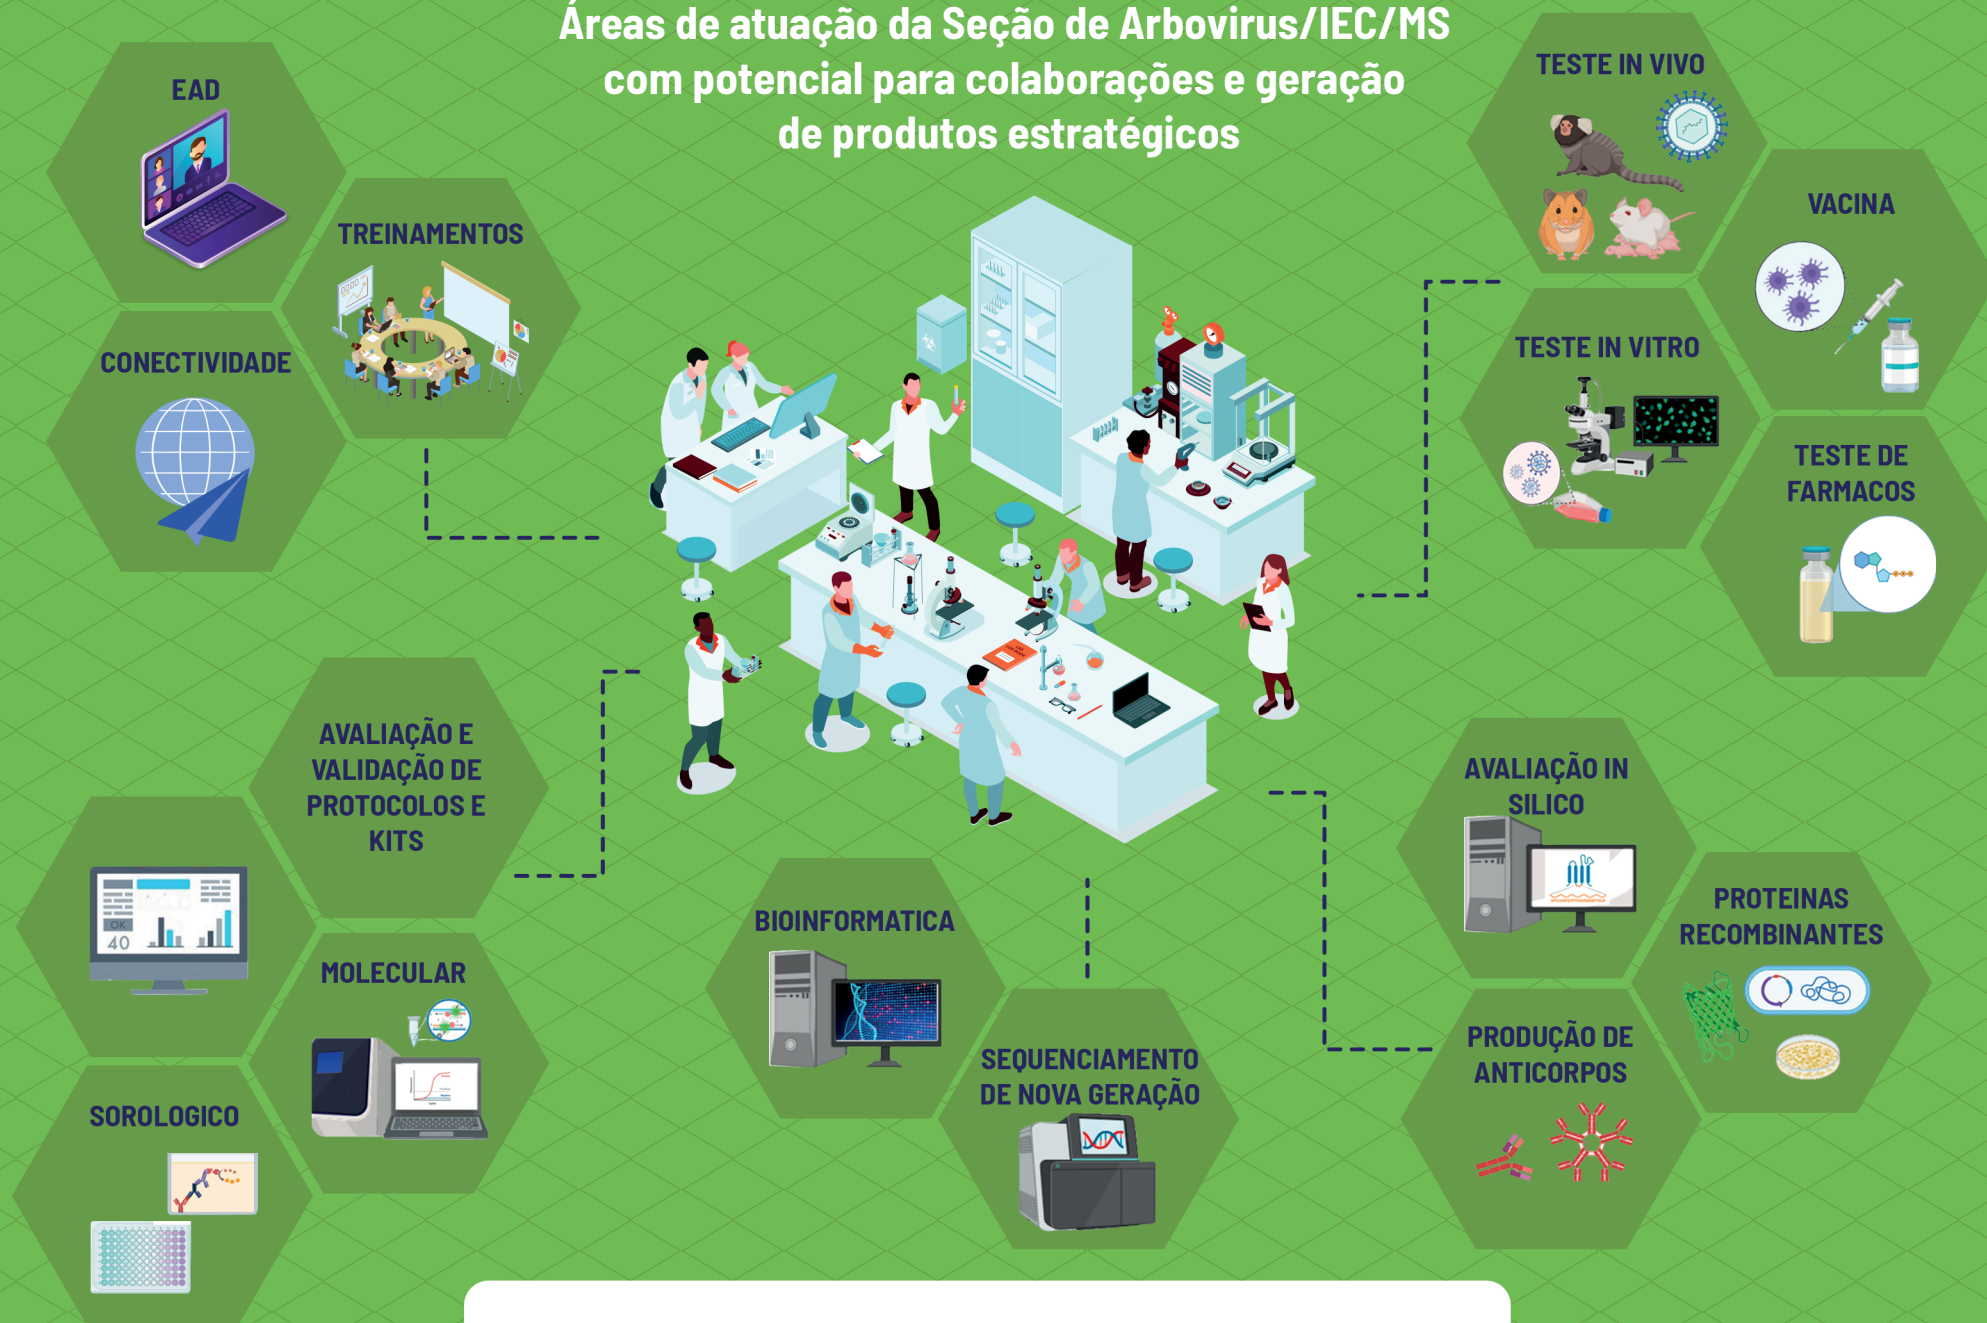 Áreas de atuação da Seção de Arbovirus/IEC/MS
com potencial para colaborações e geração
de produtos estratégicos
EAD
TREINAMENTOS
CONECTIVIDADE
TESTE IN VIVO
VACINA
TESTE IN VITRO
TESTE DE
FARMACOS
AVALIAÇÃO E
VALIDAÇÃO DE
PROTOCOLOS E
KITS
OK
40
MOLECULAR
SOROLOGICO
BIOINFORMATICA
SEQUENCIAMENTO
DE NOVA GERAÇÃO
AVALIAÇÃO IN
SILICO
PROTEINAS
RECOMBINANTES
PRODUÇÃO DE
ANTICORPOS